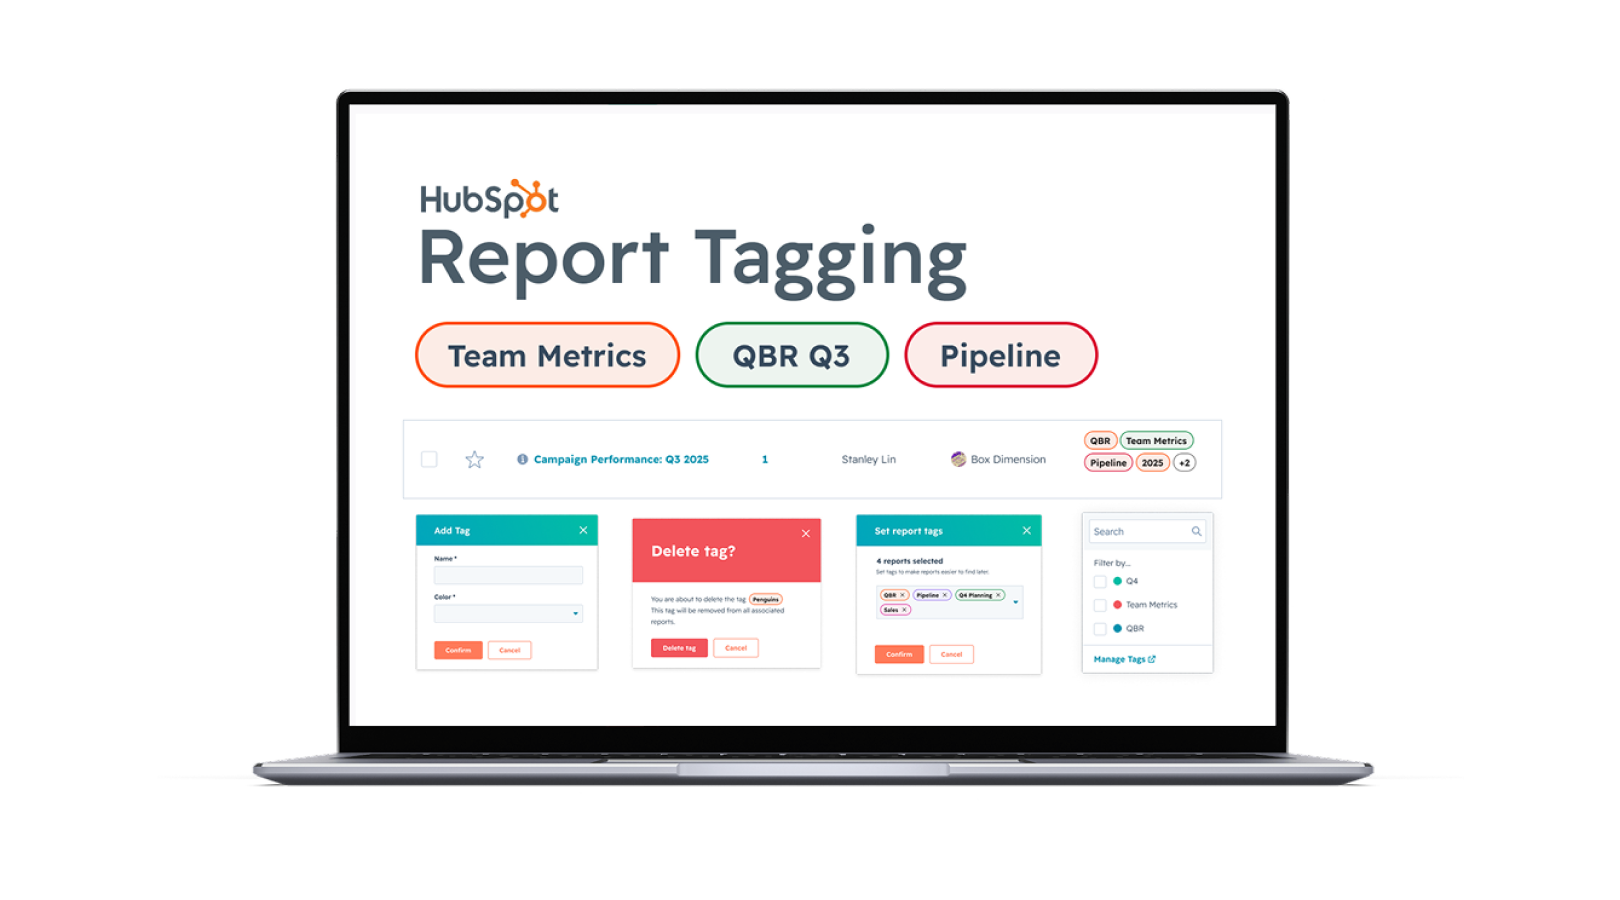 HubSpot
Report Tagging
Team Metrics QBR Q3 Pipeline
Campaign Performance: Q3 2025 1 Stanley Lin Box Dimension
QBR Team Metrics
Pipeline 2025 +2
Add Tag
Name *
Color *
Confirm Cancel
Delete tag?
You are about to delete the tag Penguins
This tag will be removed from all associated
reports.
Delete tag Cancel
Set report tags
4 reports selected
Set tags to make reports easier to find later.
QBR Pipeline Q4 Planning
Sales
Confirm Cancel
Search
Filter by...
Q4
Team Metrics
QBR
Manage Tags